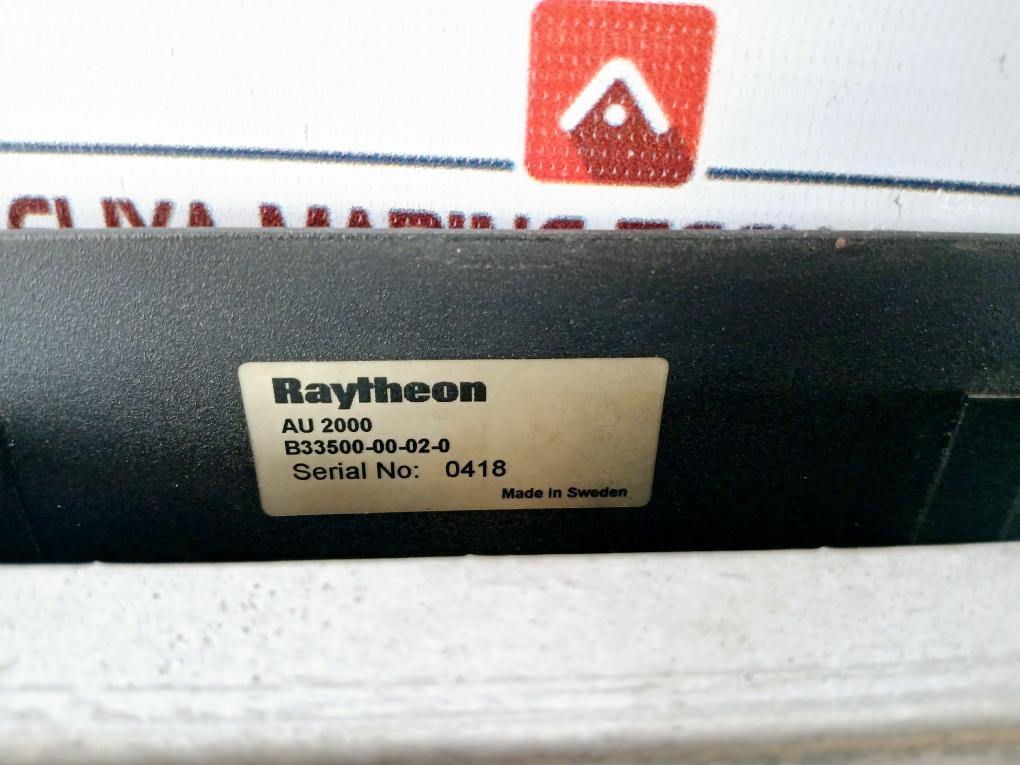 Raytheon
AU 2000
B33500-00-02-0
Serial No: 0418
Made in Sweden